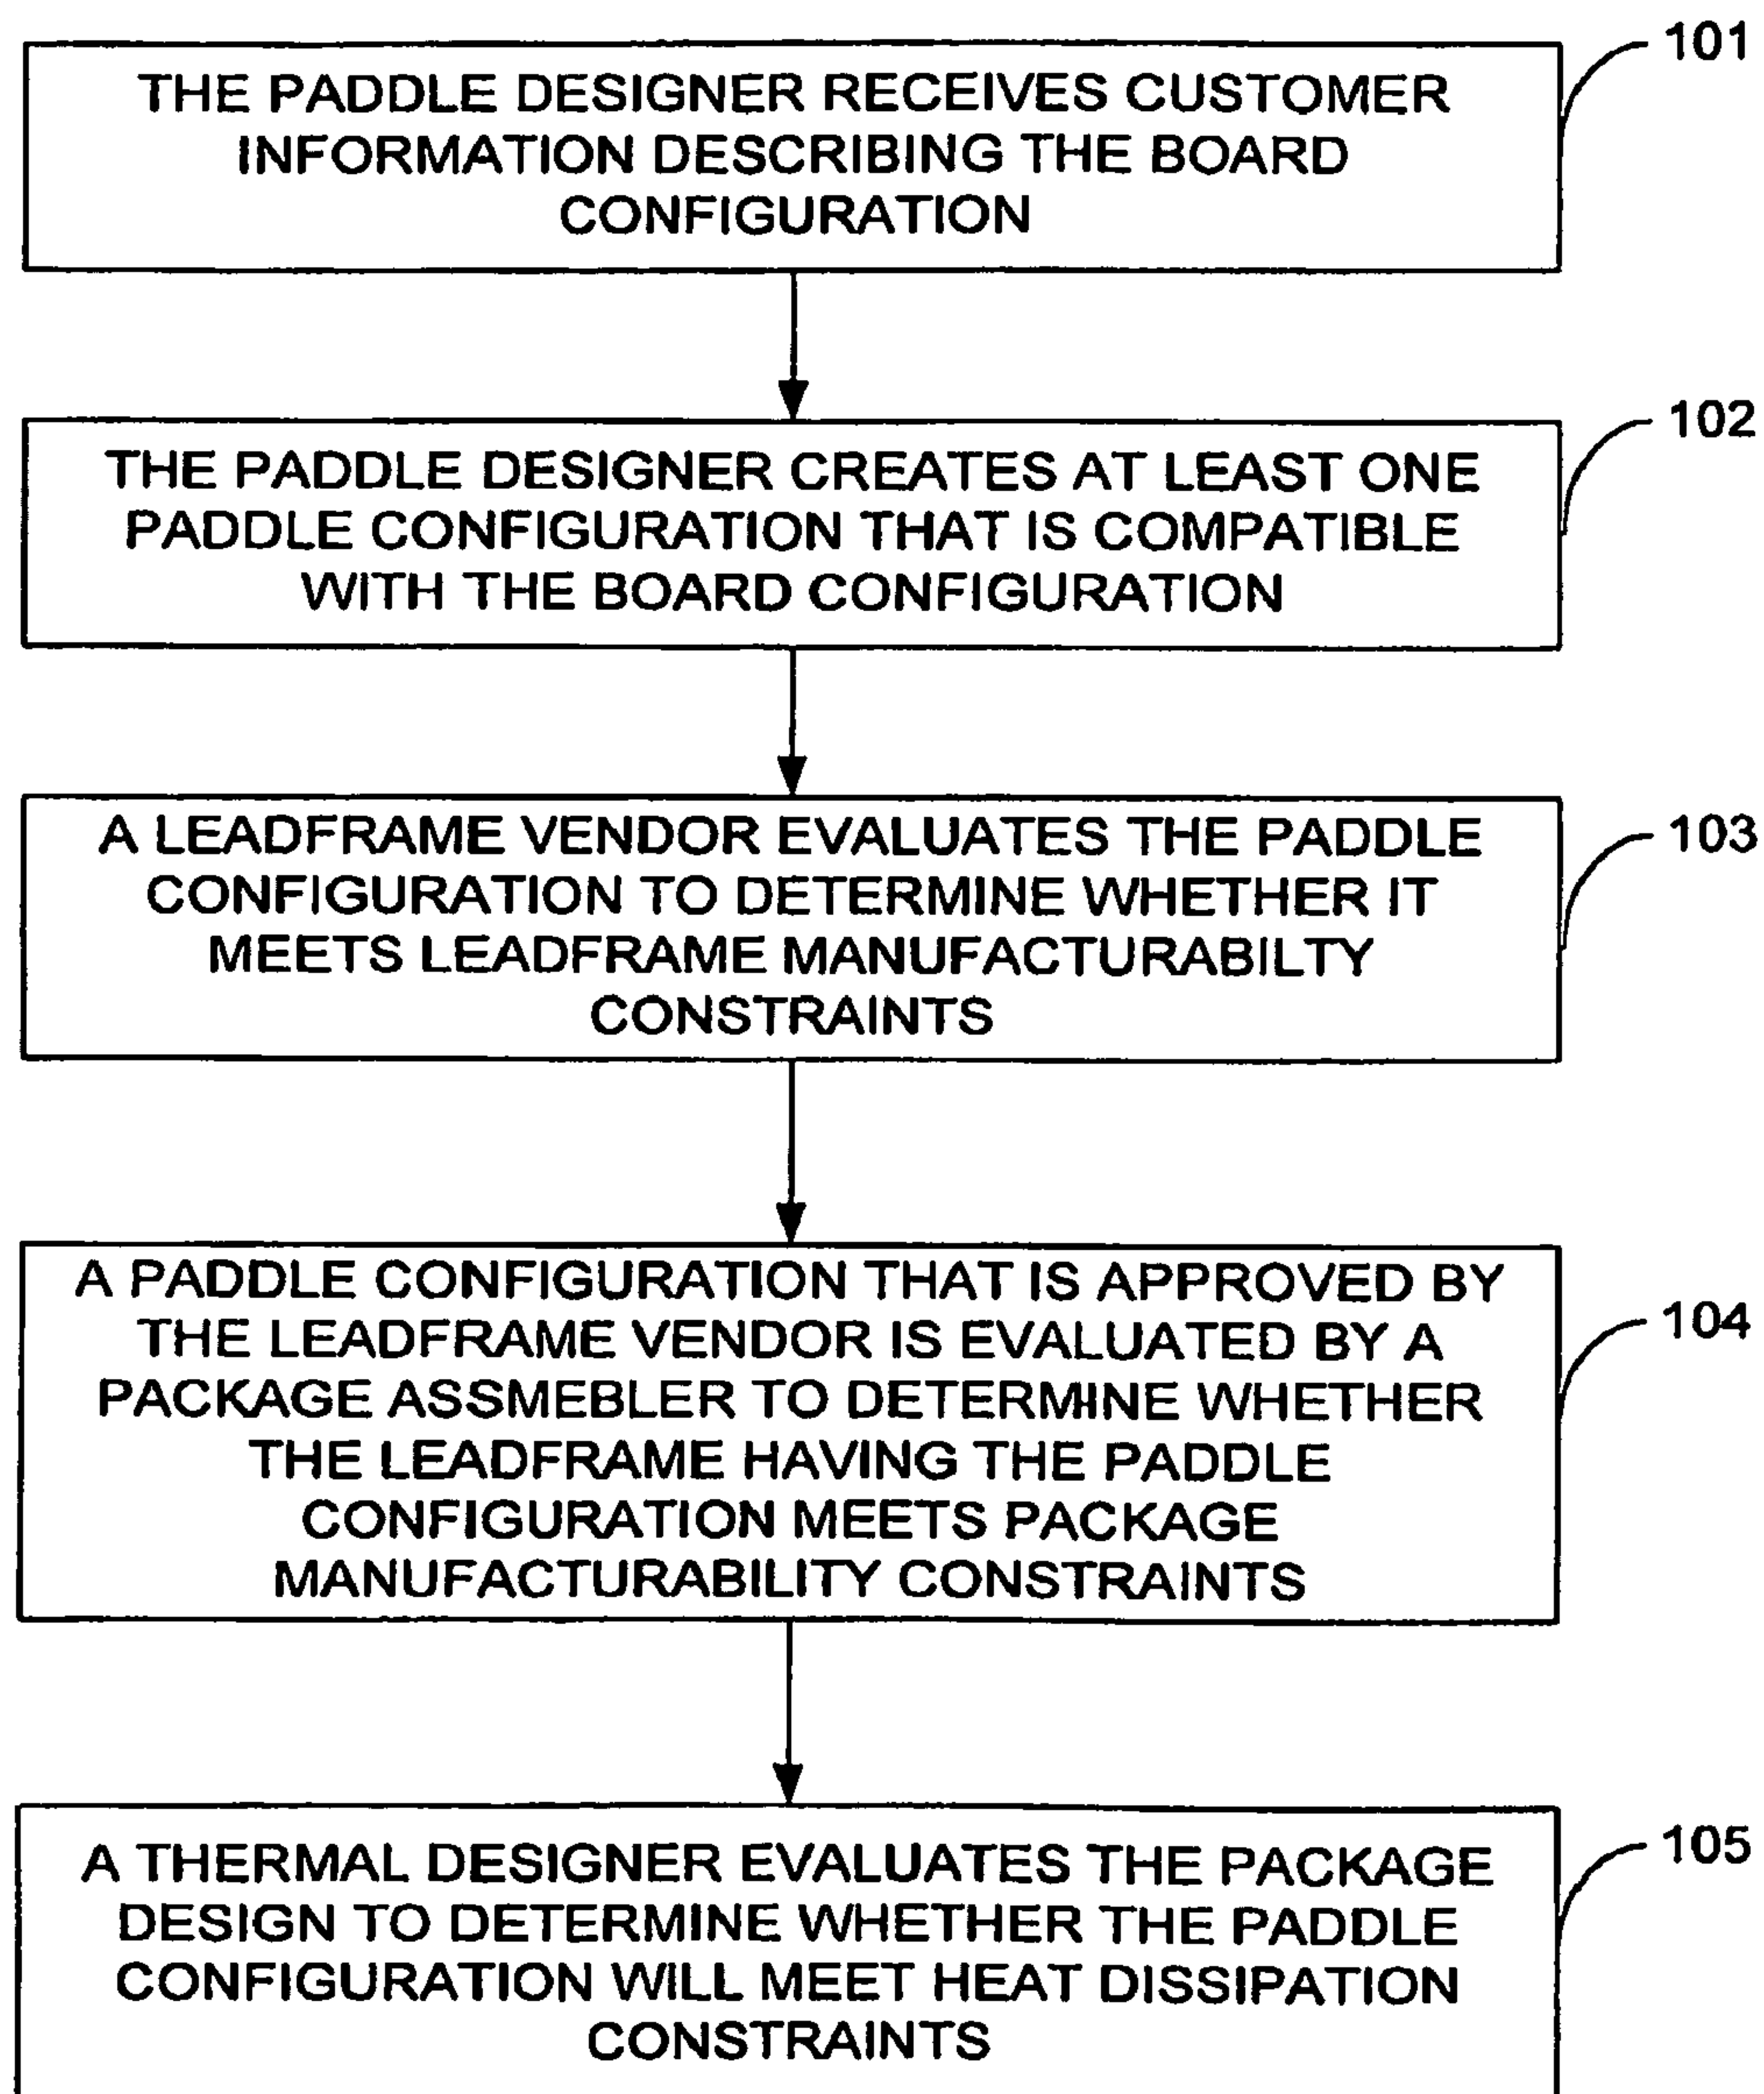 101
THE PADDLE DESIGNER RECEIVES CUSTOMER
INFORMATION DESCRIBING THE BOARD
CONFIGURATION
102
THE PADDLE DESIGNER CREATES AT LEAST ONE
PADDLE CONFIGURATION THAT IS COMPATIBLE
WITH THE BOARD CONFIGURATION
103
A LEADFRAME VENDOR EVALUATES THE PADDLE
CONFIGURATION TO DETERMINE WHETHER IT
MEETS LEADFRAME MANUFACTURABILTY
CONSTRAINTS
104
A PADDLE CONFIGURATION THAT IS APPROVED BY
THE LEADFRAME VENDOR IS EVALUATED BY A
PACKAGE ASSMEBLER TO DETERMINE WHETHER
THE LEADFRAME HAVING THE PADDLE
CONFIGURATION MEETS PACKAGE
MANUFACTURABILITY CONSTRAINTS
105
A THERMAL DESIGNER EVALUATES THE PACKAGE
DESIGN TO DETERMINE WHETHER THE PADDLE
CONFIGURATION WILL MEET HEAT DISSIPATION
CONSTRAINTS